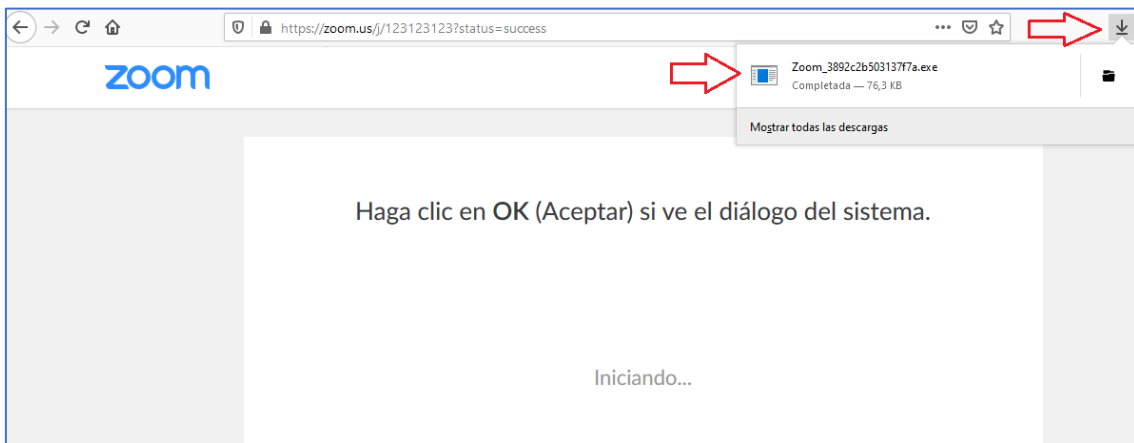 https://zoom.us/j/123123123?status=success
zoom
Zoom_3892c2b503137f7a.exe
Completada — 76,3 KB
Mostrar todas las descargas
Haga clic en OK (Aceptar) si ve el diálogo del sistema.
Iniciando...